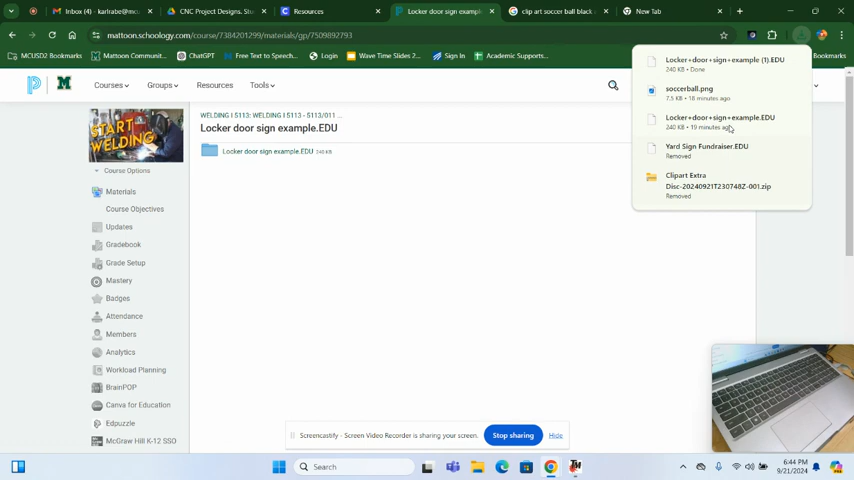 Inbox (4) - karlrabe@mcu
CNC Project Designs. St
Resources
Locker door sign example
clip art soccer ball black
New Tab
mattoon.schoology.com/course/7384201299/materials/gp/7509892793
MCUSD2 Bookmarks
Mattoon Communit...
ChatGPT
Free Text to Speech...
Login
Wave Time Slides 2...
Sign In
Academic Supports...
Bookmarks
Courses
Groups
Resources
Tools
Locker+door+sign+example (1).EDU
240 KB • Done
soccerball.png
7.5 KB • 18 minutes ago
Locker+door+sign+example.EDU
240 KB • 19 minutes ago
Yard Sign Fundraiser.EDU
Removed
Clipart Extra
Disc-20240921T230748Z-001.zip
Removed
START
WELDING
WELDING I 5113: WELDING I 5113 - 5113/011 ...
Locker door sign example.EDU
Locker door sign example.EDU 240 KB
Course Options
Materials
Course Objectives
Updates
Gradebook
Grade Setup
Mastery
Badges
Attendance
Members
Analytics
Workload Planning
BrainPOP
Canva for Education
Edpuzzle
McGraw Hill K-12 SSO
Screencastify - Screen Video Recorder is sharing your screen.
Stop sharing
Hide
Search
6:44 PM
9/21/2024